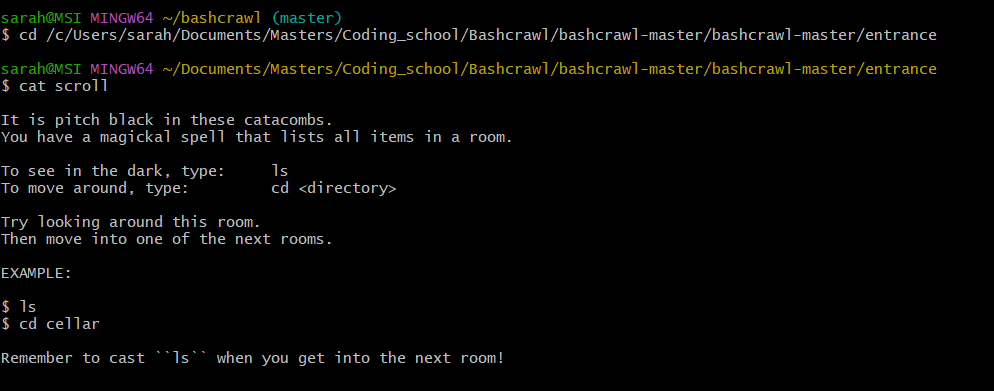 sarah@MSI MINGW64 ~/bashcrawl (master)
$ cd /c/Users/sarah/Documents/Masters/Coding_school/Bashcrawl/bashcrawl-master/bashcrawl-master/entrance
sarah@MSI MINGW64 ~/Documents/Masters/Coding_school/Bashcrawl/bashcrawl-master/bashcrawl-master/entrance
$ cat scroll
It is pitch black in these catacombs.
You have a magickal spell that lists all items in a room.
To see in the dark, type:     ls
To move around, type:         cd <directory>
Try looking around this room.
Then move into one of the next rooms.
EXAMPLE:
$ ls
$ cd cellar
Remember to cast ``ls`` when you get into the next room!